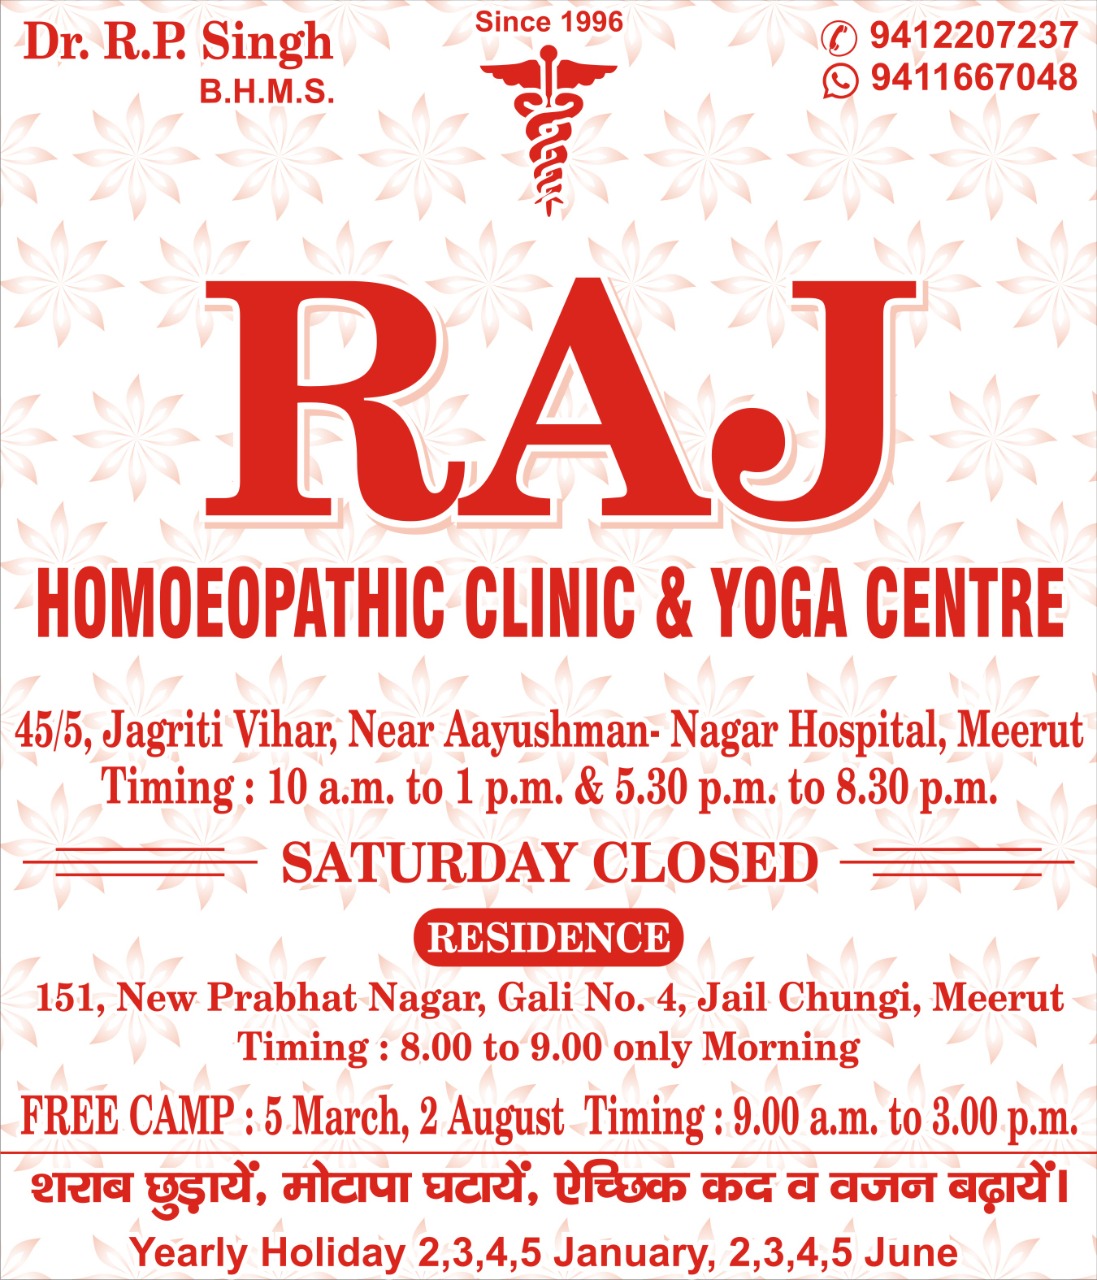 Dr. R.P. Singh
B.H.M.S.
Since 1996
9412207237
9411667048
RAJ
HOMOEOPATHIC CLINIC & YOGA CENTRE
45/5, Jagriti Vihar, Near Aayushman- Nagar Hospital, Meerut
Timing : 10 a.m. to 1 p.m. & 5.30 p.m. to 8.30 p.m.
SATURDAY CLOSED
RESIDENCE
151, New Prabhat Nagar, Gali No. 4, Jail Chungi, Meerut
Timing : 8.00 to 9.00 only Morning
FREE CAMP : 5 March, 2 August Timing : 9.00 a.m. to 3.00 p.m.
शराब छुड़ायें, मोटापा घटायें, ऐच्छिक कद व वजन बढ़ायें।
Yearly Holiday 2,3,4,5 January, 2,3,4,5 June